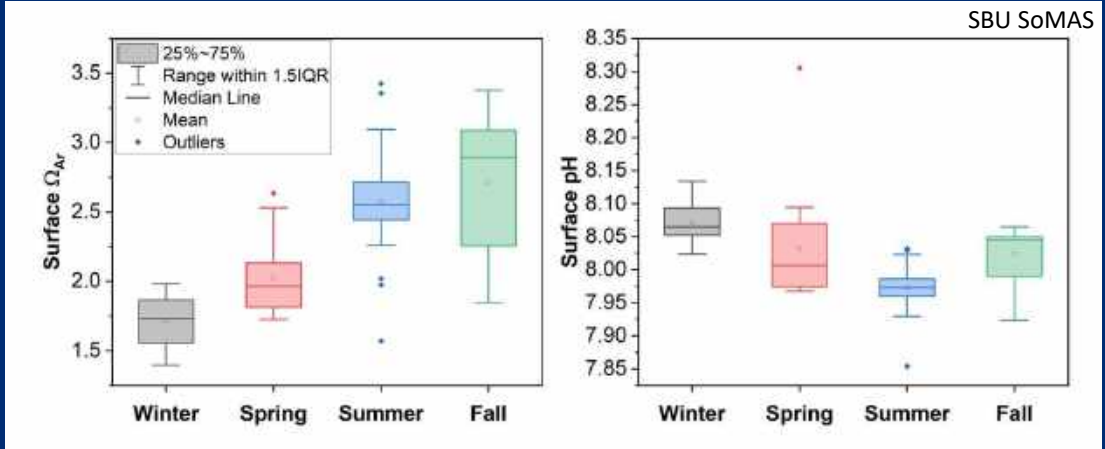 SBU SoMAS
25%~75%
Range within 1.5IQR
Median Line
Mean
Outliers
Surface Ω_Ar
3.5
3.0
2.5
2.0
1.5
Winter Spring Summer Fall
Surface pH
8.35
8.30
8.25
8.20
8.15
8.10
8.05
8.00
7.95
7.90
7.85
Winter Spring Summer Fall